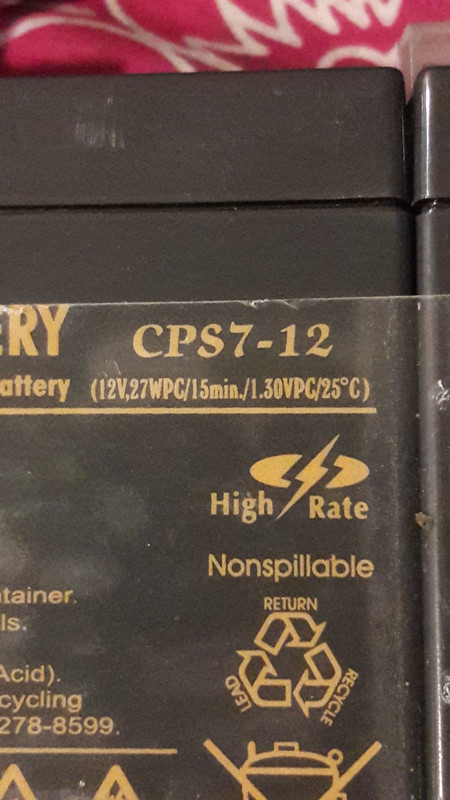 ERY CPS7-12
attery (12V,27WPC/15min./1.30VPC/25°C)
High Rate
Nonspillable
tainer.
ls.
RETURN
LEAD
RECYCLE
Acid).
cycling
278-8599.